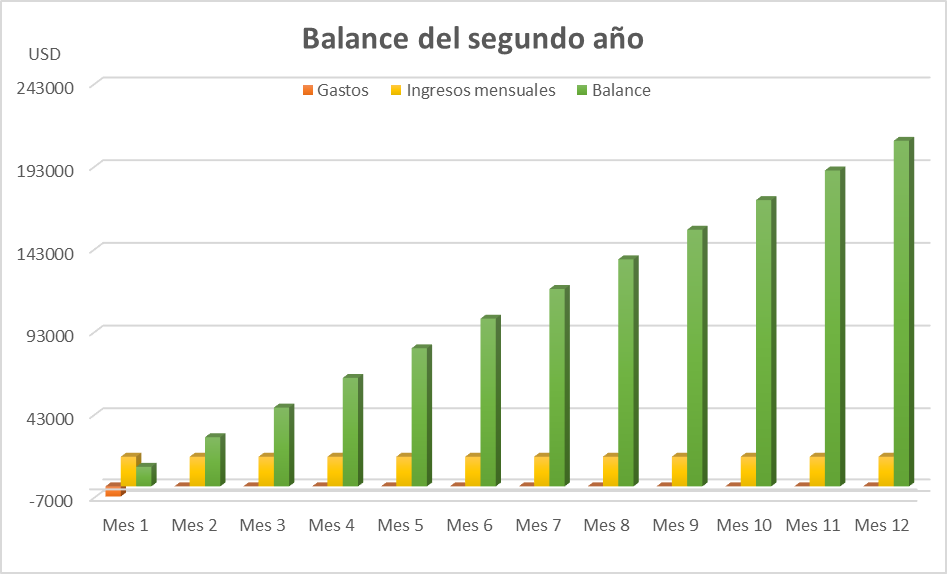 Balance del segundo año
USD
Gastos Ingresos mensuales Balance
243000
193000
143000
93000
43000
-7000
Mes 1 Mes 2 Mes 3 Mes 4 Mes 5 Mes 6 Mes 7 Mes 8 Mes 9 Mes 10 Mes 11 Mes 12